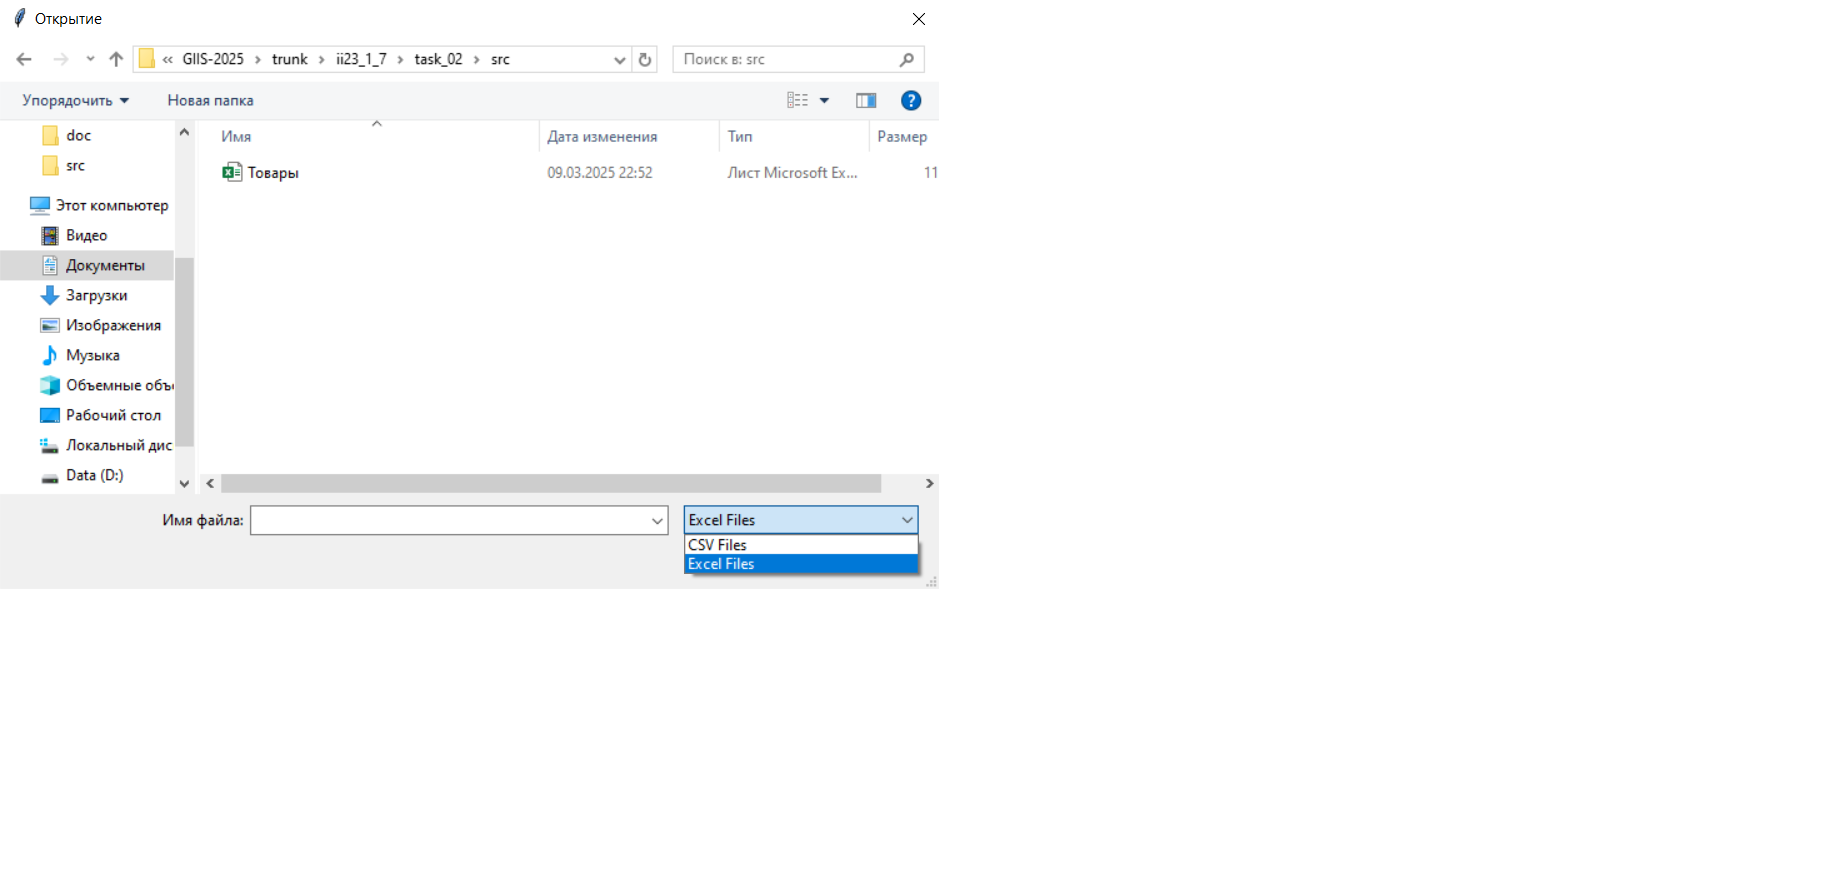 Открытие
« GIIS-2025 › trunk › ii23_1_7 › task_02 › src
Поиск в: src
Упорядочить Новая папка
doc
src
Этот компьютер
Видео
Документы
Загрузки
Изображения
Музыка
Объемные объ
Рабочий стол
Локальный дис
Data (D:)
Имя Дата изменения Тип Размер
Товары 09.03.2025 22:52 Лист Microsoft Ex... 11
Имя файла: Excel Files
CSV Files
Excel Files